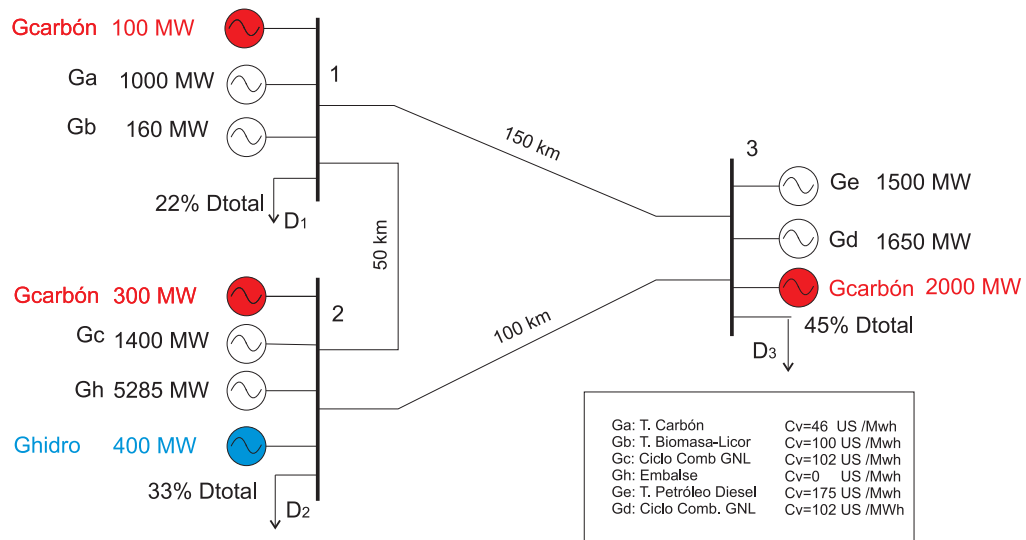 Gcarbón 100 MW
Ga 1000 MW
Gb 160 MW
1
22% Dtotal
D1
150 km
50 km
3
Ge 1500 MW
Gd 1650 MW
Gcarbón 2000 MW
45% Dtotal
D3
Gcarbón 300 MW
2
Gc 1400 MW
Gh 5285 MW
Ghidro 400 MW
33% Dtotal
D2
100 km
Ga: T. Carbón Cv=46 US /Mwh
Gb: T. Biomasa-Licor Cv=100 US /Mwh
Gc: Ciclo Comb GNL Cv=102 US /Mwh
Gh: Embalse Cv=0 US /Mwh
Ge: T. Petróleo Diesel Cv=175 US /Mwh
Gd: Ciclo Comb. GNL Cv=102 US /MWh